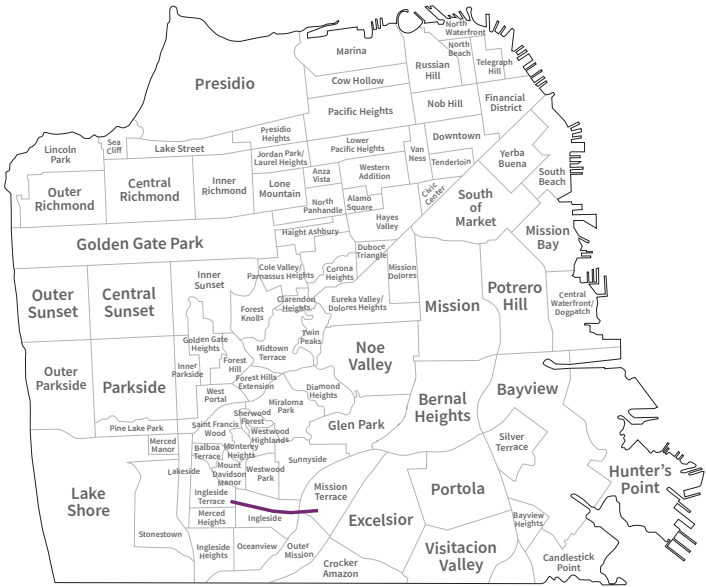 North
Waterfront
Marina
North
Beach
Russian
Hill
Telegraph
Hill
Presidio
Cow Hollow
Nob Hill
Financial
District
Pacific Heights
Presidio
Heights
Downtown
Lincoln
Park
Sea
Cliff
Lake Street
Lower
Pacific Heights
Jordan Park/
Laurel Heights
Van
Ness
Tenderloin
Yerba
Buena
Anza
Vista
Western
Addition
South
Beach
Outer
Richmond
Central
Richmond
Inner
Richmond
Lone
Mountain
Civic
Center
North
Panhandle
Alamo
Square
South
of
Market
Hayes
Valley
Haight Ashbury
Mission
Bay
Golden Gate Park
Duboce
Triangle
Cole Valley/
Parnassus Heights
Corona
Heights
Mission
Dolores
Inner
Sunset
Outer
Sunset
Central
Sunset
Clarendon
Heights
Eureka Valley/
Dolores Heights
Mission
Potrero
Hill
Central
Waterfront/
Dogpatch
Forest
Knolls
Twin
Peaks
Golden Gate
Heights
Midtown
Terrace
Noe
Valley
Forest
Hill
Inner
Parkside
Outer
Parkside
Parkside
Forest Hills
Extension
West
Portal
Diamond
Heights
Bayview
Miraloma
Park
Bernal
Heights
Sherwood
Forest
Glen Park
Pine Lake Park
Saint Francis
Wood
Westwood
Highlands
Silver
Terrace
Merced
Manor
Balboa
Terrace
Monterey
Heights
Sunnyside
Lakeside
Mount
Davidson
Manor
Westwood
Park
Hunter's
Point
Mission
Terrace
Portola
Lake
Shore
Ingleside
Terrace
Merced
Heights
Ingleside
Excelsior
Bayview
Heights
Stonestown
Ingleside
Heights
Oceanview
Outer
Mission
Visitacion
Valley
Crocker
Amazon
Candlestick
Point